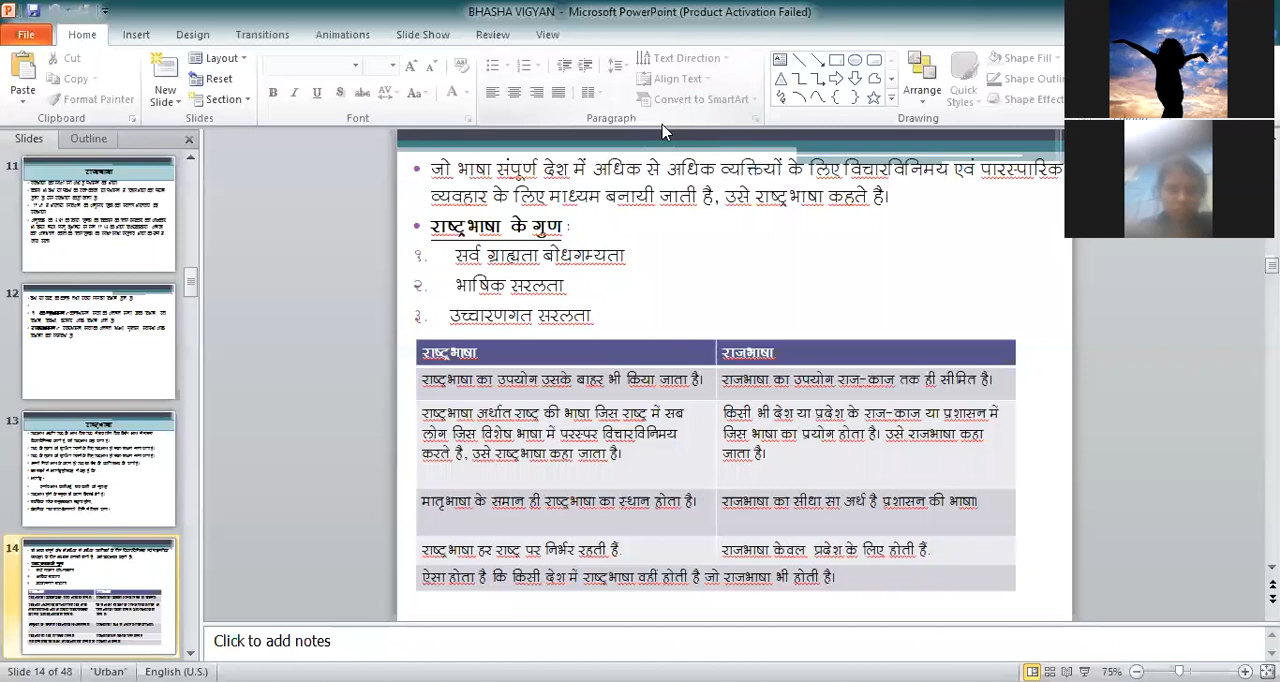 BHASHA VIGYAN - Microsoft PowerPoint (Product Activation Failed)
File Home Insert Design Transitions Animations Slide Show Review View
Cut
Copy
Format Painter
Paste
Clipboard
New
Slide
Layout
Reset
Section
Slides
Font
Text Direction
Align Text
Convert to SmartArt
Paragraph
Arrange
Quick
Styles
Shape Fill
Shape Outli
Shape Effec
Drawing
Slides Outline
11
12
13
14
जो भाषा संपूर्ण देश में अधिक से अधिक व्यक्तियों के लिए विचारविनिमय एवं पारस्पारिक
व्यवहार के लिए माध्यम बनायी जाती है, उसे राष्ट्रभाषा कहते है।
राष्ट्रभाषा के गुण :
१. सर्व ग्राह्यता बोधगम्यता
२. भाषिक सरलता
३. उच्चारणगत सरलता
राष्ट्रभाषा राजभाषा
राष्ट्रभाषा का उपयोग उसके बाहर भी किया जाता है। राजभाषा का उपयोग राज-काज तक ही सीमित है।
राष्ट्रभाषा अर्थात राष्ट्र की भाषा जिस राष्ट्र में सब
लोग जिस विशेष भाषा में परस्पर विचारविनिमय
करते है, उसे राष्ट्रभाषा कहा जाता है।
किसी भी देश या प्रदेश के राज-काज या प्रशासन में
जिस भाषा का प्रयोग होता है। उसे राजभाषा कहा
जाता है।
मातृभाषा के समान ही राष्ट्रभाषा का स्थान होता है। राजभाषा का सीधा सा अर्थ है प्रशासन की भाषा।
राष्ट्रभाषा हर राष्ट्र पर निर्भर रहती हैं. राजभाषा केवल प्रदेश के लिए होती हैं.
ऐसा होता है कि किसी देश में राष्ट्रभाषा वही होती है जो राजभाषा भी होती है।
Click to add notes
Slide 14 of 48 "Urban" English (U.S.) 75%